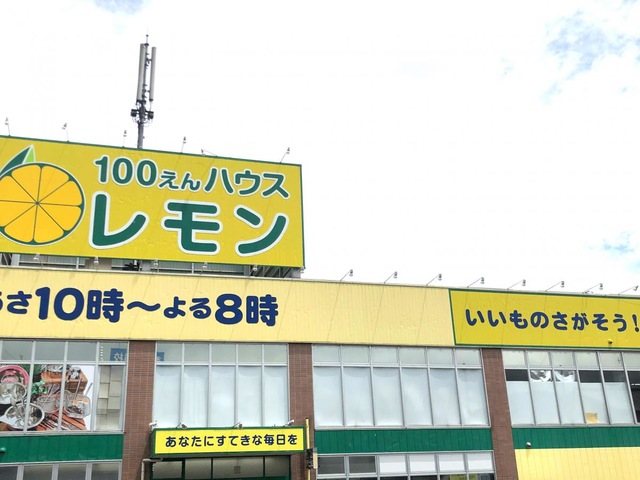 100えんハウス
レモン
あさ10時〜よる8時
いいものさがそう!
あなたにすてきな毎日を